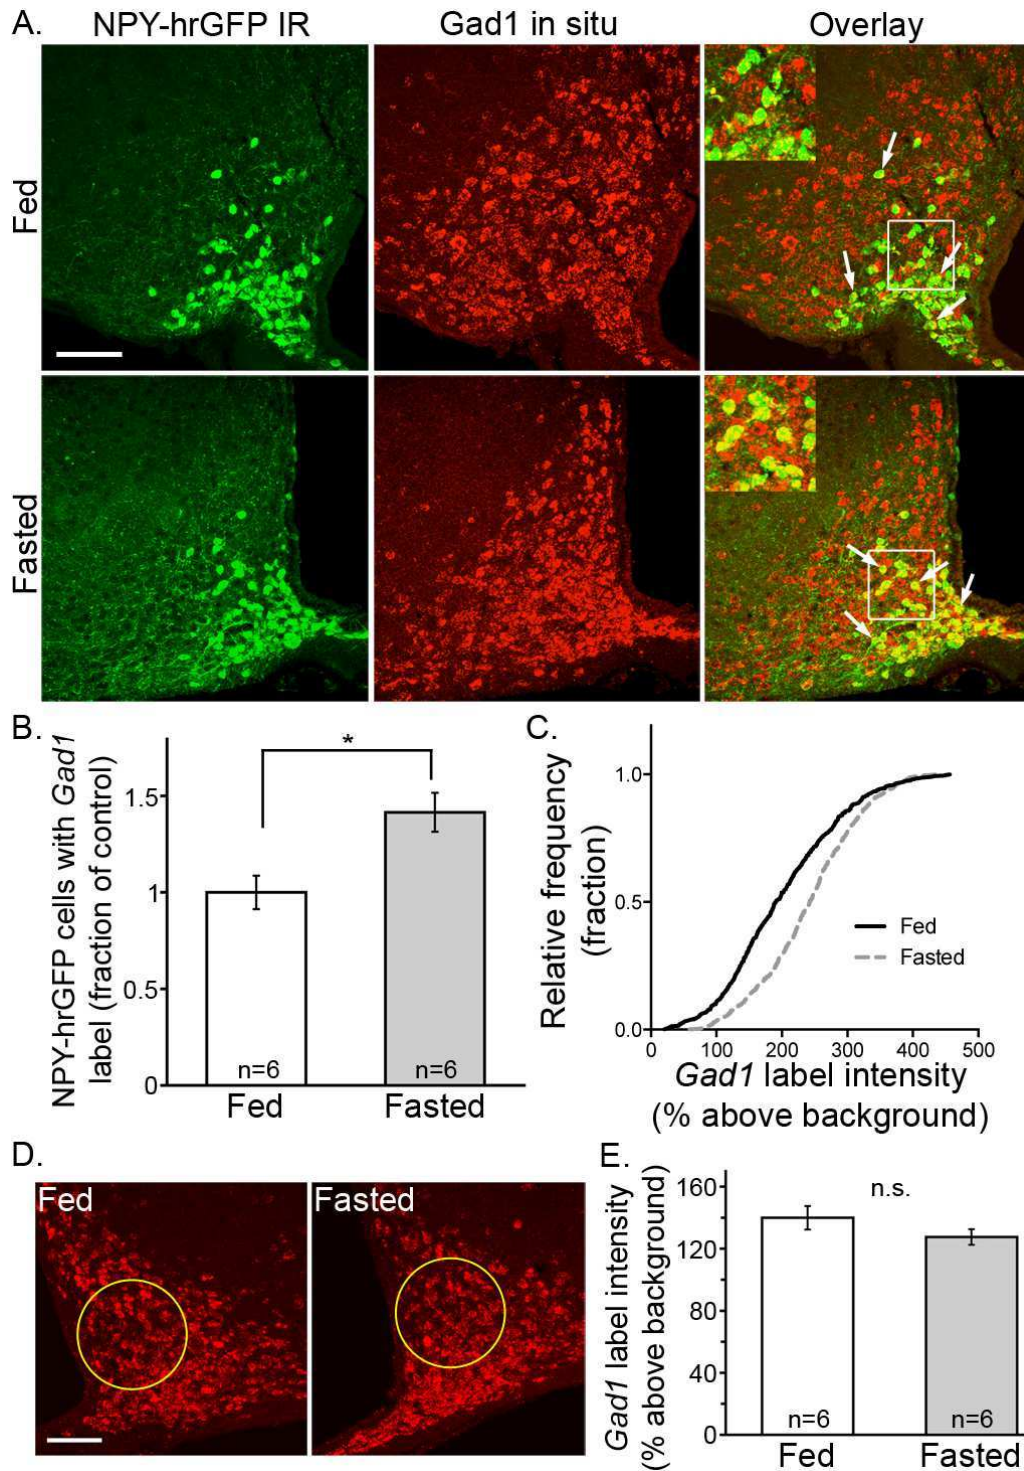 A.
NPY-hrGFP IR
Gad1 in situ
Overlay
Fed
Fasted
B.
NPY-hrGFP cells with Gad1
label (fraction of control)
1.5
1
0.5
0
*
n=6
n=6
Fed
Fasted
C.
Relative frequency
(fraction)
1.0
0.5
0.0
Fed
Fasted
0 100 200 300 400 500
Gad1 label intensity
(% above background)
D.
Fed
Fasted
E.
Gad1 label intensity
(% above background)
160
120
80
40
0
n.s.
n=6
n=6
Fed
Fasted